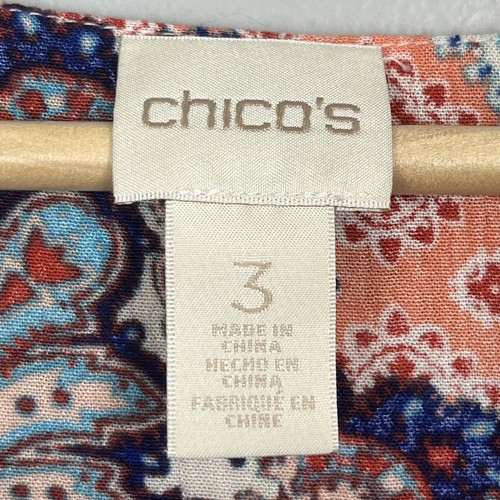 chico's
3
MADE IN
CHINA
HECHO EN
CHINA
FABRIQUÉ EN
CHINE